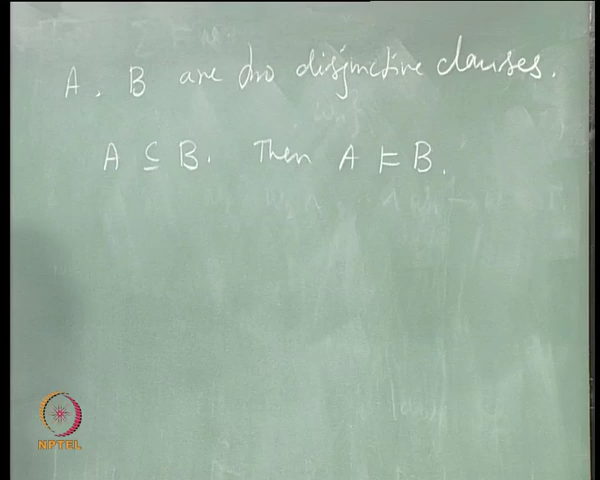 A, B are two disjunctive clauses.
A ⊆ B. Then A ⊨ B.
NPTEL